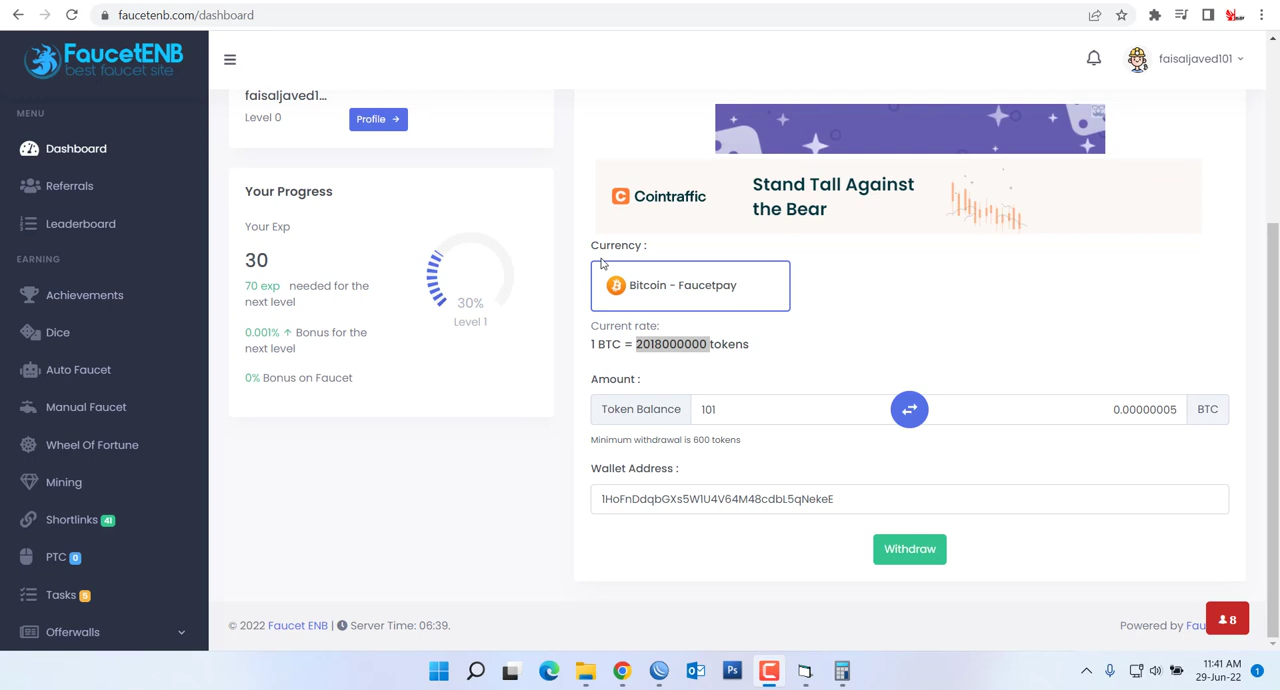 faucetenb.com/dashboard
FaucetENB
best faucet site
faisaljaved101
MENU
Dashboard
Referrals
Leaderboard
EARNING
Achievements
Dice
Auto Faucet
Manual Faucet
Wheel Of Fortune
Mining
Shortlinks 41
PTC 0
Tasks 5
Offerwalls
faisaljaved1...
Level 0
Profile →
Your Progress
Your Exp
30
70 exp needed for the
next level
0.001% ↑ Bonus for the
next level
0% Bonus on Faucet
30%
Level 1
Cointraffic
Stand Tall Against
the Bear
Currency :
Bitcoin - Faucetpay
Current rate:
1 BTC = 2018000000 tokens
Amount :
Token Balance 101 0.00000005 BTC
Minimum withdrawal is 600 tokens
Wallet Address :
1HoFnDdqbGXs5W1U4V64M48cdbL5qNekeE
Withdraw
© 2022 Faucet ENB | Server Time: 06:39.
Powered by Fau
8
11:41 AM
29-Jun-22
1